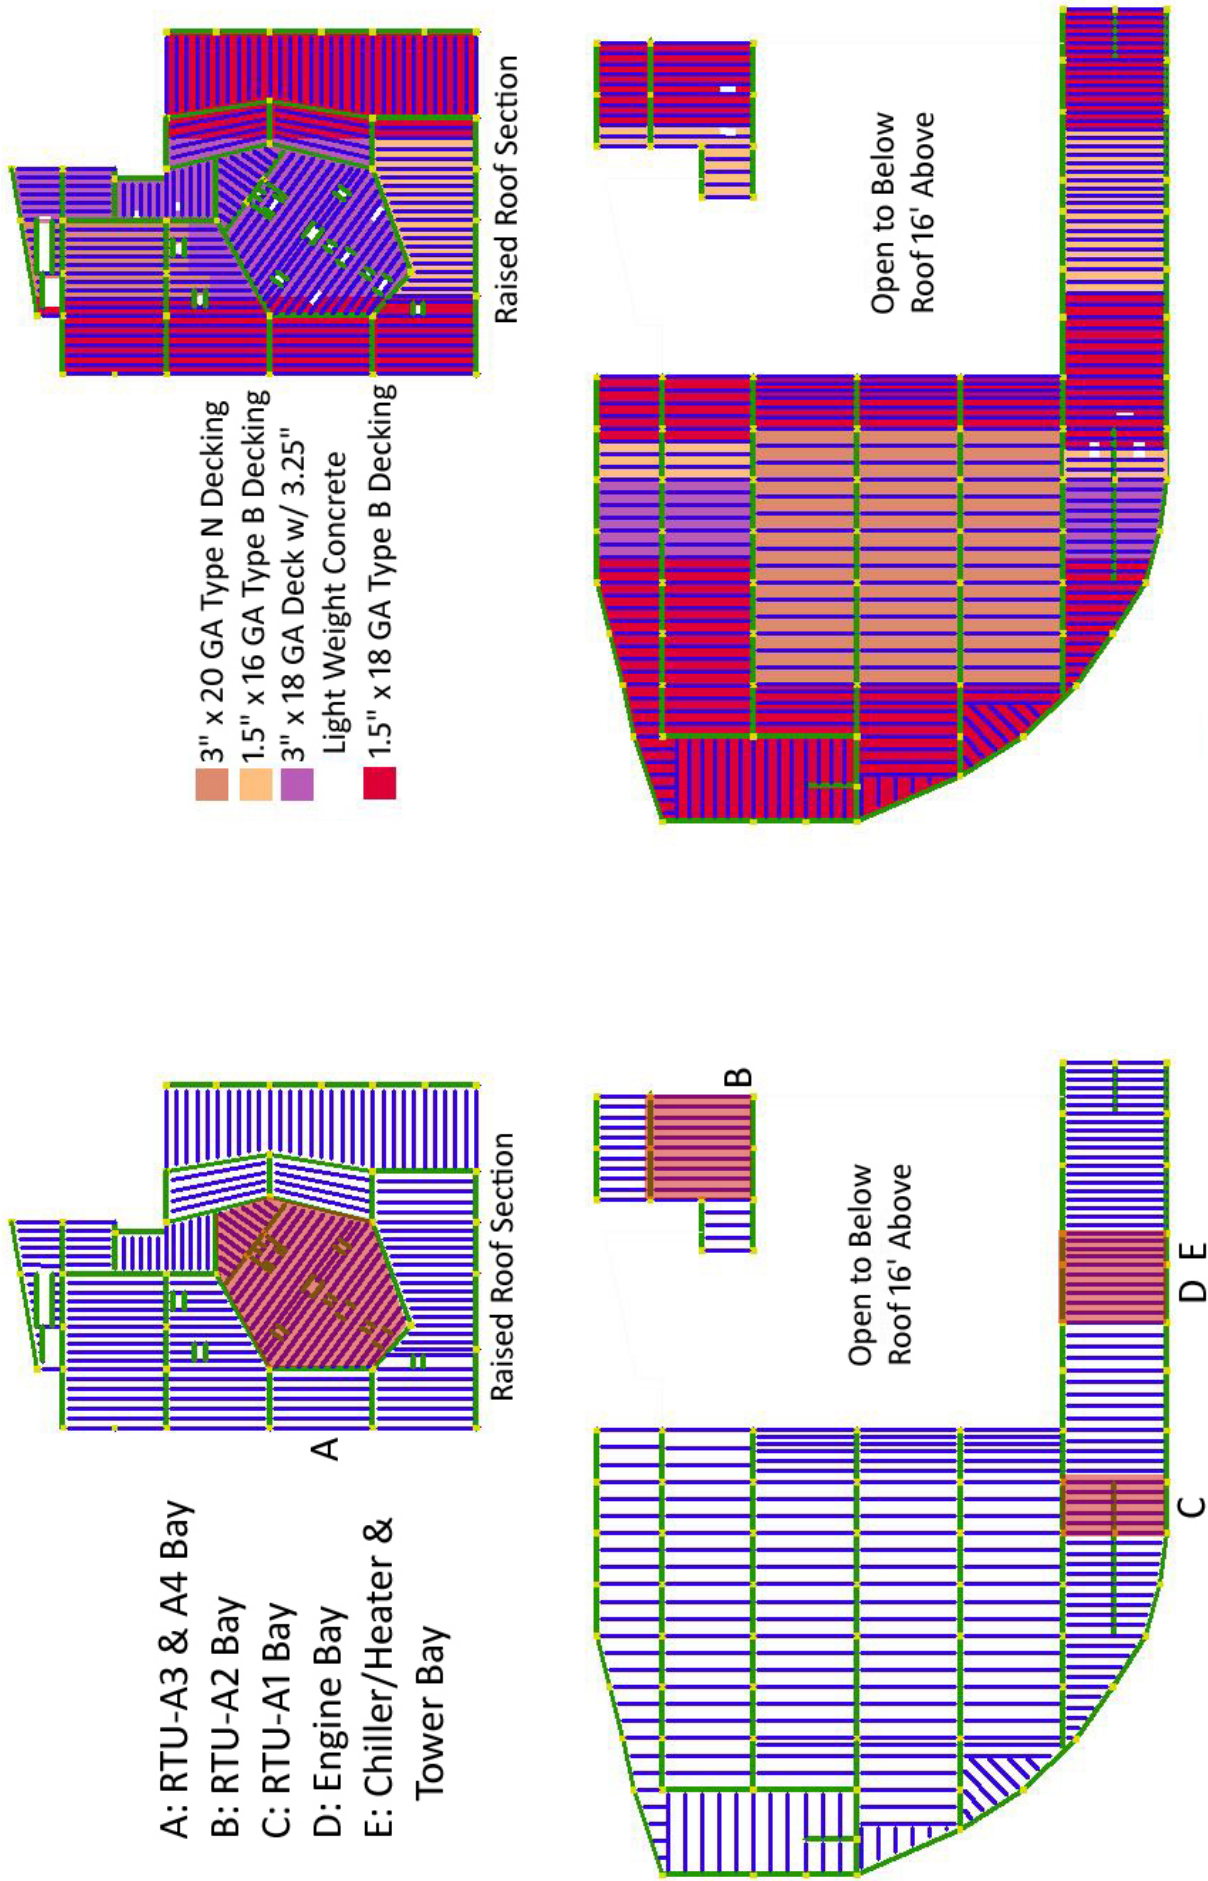 A: RTU-A3 & A4 Bay
B: RTU-A2 Bay
C: RTU-A1 Bay
D: Engine Bay
E: Chiller/Heater &
Tower Bay
A
Raised Roof Section
B
Open to Below
Roof 16' Above
C
D E
3" x 20 GA Type N Decking
1.5" x 16 GA Type B Decking
3" x 18 GA Deck w/ 3.25"
Light Weight Concrete
1.5" x 18 GA Type B Decking
Raised Roof Section
Open to Below
Roof 16' Above